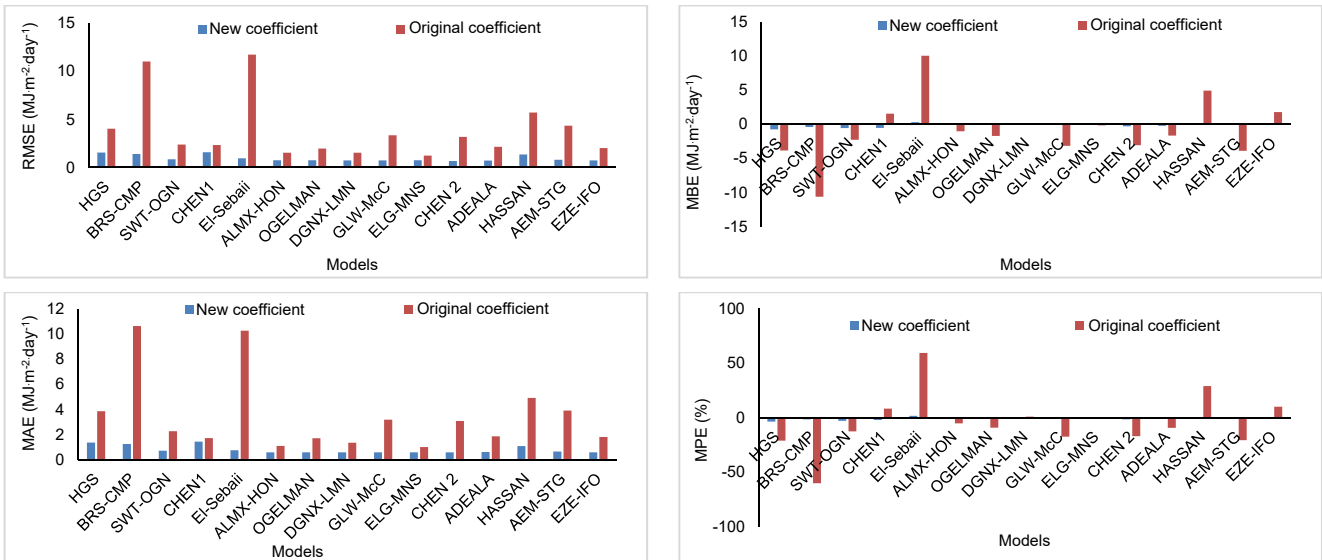 15
10
5
0
RMSE (MJ·m-2·day-1)
New coefficient
Original coefficient
HGS
BRS-CMP
SWT-OGN
CHEN1
El-Sebaii
ALMX-HON
OGELMAN
DGNX-LMN
GLW-McC
ELG-MNS
CHEN 2
ADEALA
HASSAN
AEM-STG
EZE-IFO
Models
15
10
5
0
-5
-10
-15
MBE (MJ·m-2·day-1)
New coefficient
Original coefficient
HGS
BRS-CMP
SWT-OGN
CHEN1
El-Sebaii
ALMX-HON
OGELMAN
DGNX-LMN
GLW-McC
ELG-MNS
CHEN 2
ADEALA
HASSAN
AEM-STG
EZE-IFO
Models
12
10
8
6
4
2
0
MAE (MJ·m-2·day-1)
New coefficient
Original coefficient
HGS
BRS-CMP
SWT-OGN
CHEN1
El-Sebaii
ALMX-HON
OGELMAN
DGNX-LMN
GLW-McC
ELG-MNS
CHEN 2
ADEALA
HASSAN
AEM-STG
EZE-IFO
Models
100
50
0
-50
-100
MPE (%)
New coefficient
Original coefficient
HGS
BRS-CMP
SWT-OGN
CHEN1
El-Sebaii
ALMX-HON
OGELMAN
DGNX-LMN
GLW-McC
ELG-MNS
CHEN 2
ADEALA
HASSAN
AEM-STG
EZE-IFO
Models